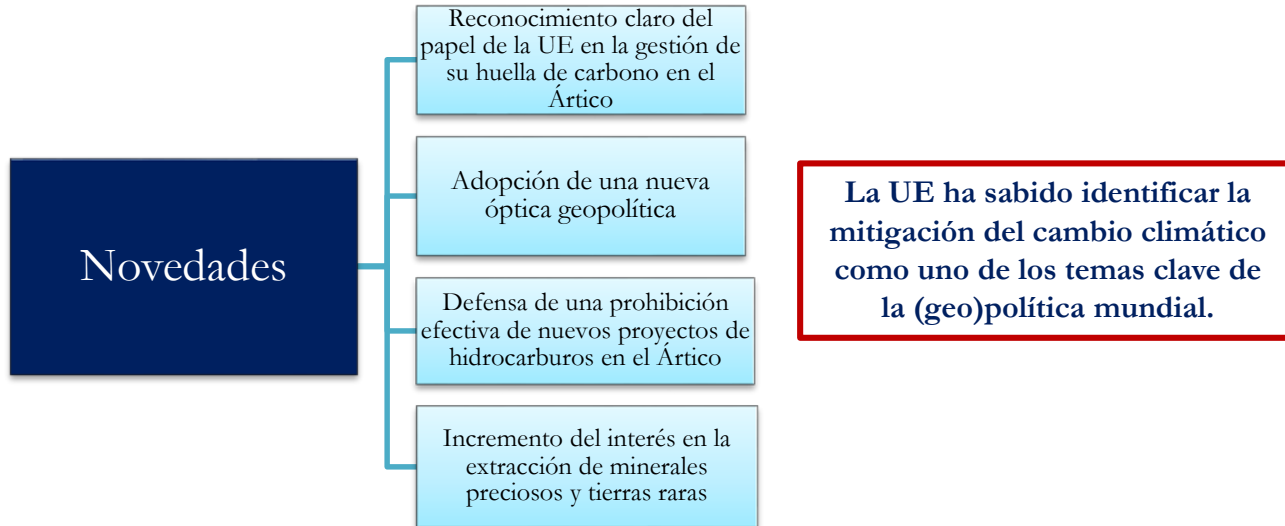 Novedades
Reconocimiento claro del
papel de la UE en la gestión de
su huella de carbono en el
Ártico
Adopción de una nueva
óptica geopolítica
Defensa de una prohibición
efectiva de nuevos proyectos de
hidrocarburos en el Ártico
Incremento del interés en la
extracción de minerales
preciosos y tierras raras
La UE ha sabido identificar la
mitigación del cambio climático
como uno de los temas clave de
la (geo)política mundial.